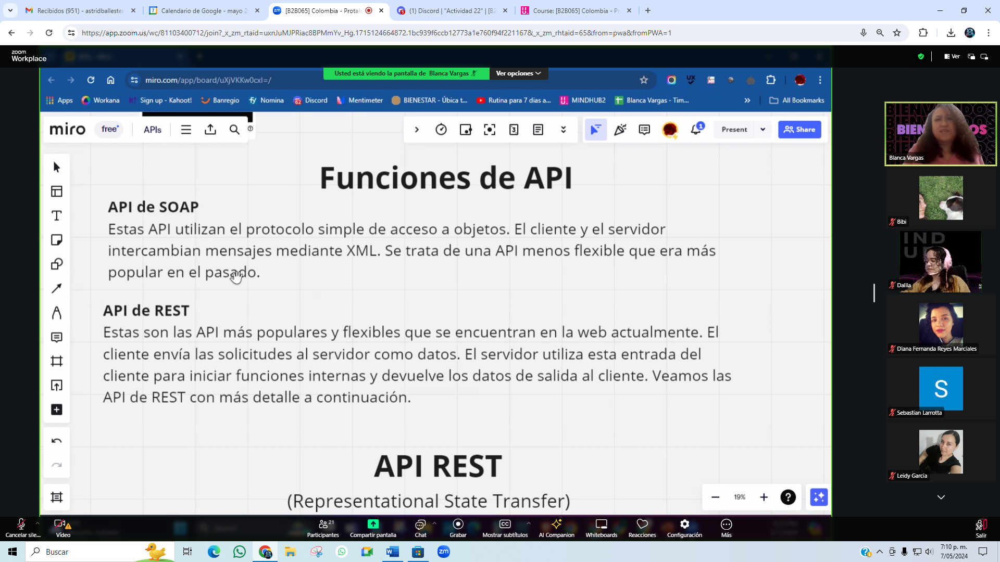 Recibidos (951) - astridballester
Calendario de Google - mayo 2
[B2B065] Colombia - Protale
(1) Discord | "Actividad 22" | [B2
Course: [B2B065] Colombia - Pr
https://app.zoom.us/wc/81103400712/join?_x_zm_rtaid=uxnJuMJPRiac8BPMmYv_Hg.1715124664872.1bc939f6ccb12773a1e760f94f221167&_x_zm_rhtaid=65&from=pwa&fromPWA=1
zoom
Workplace
Ver
Usted está viendo la pantalla de Blanca Vargas
Ver opciones
miro.com/app/board/uXjVKKw0cxI=/
Apps
Workana
Sign up - Kahoot!
Banregio
Nomina
Discord
Mentimeter
BIENESTAR - Úbica t...
Rutina para 7 dias a...
MINDHUB2
Blanca Vargas - Tim...
All Bookmarks
miro
free
APIs
1
Present
Share
Funciones de API
API de SOAP
Estas API utilizan el protocolo simple de acceso a objetos. El cliente y el servidor
intercambian mensajes mediante XML. Se trata de una API menos flexible que era más
popular en el pasado.
API de REST
Estas son las API más populares y flexibles que se encuentran en la web actualmente. El
cliente envía las solicitudes al servidor como datos. El servidor utiliza esta entrada del
cliente para iniciar funciones internas y devuelve los datos de salida al cliente. Veamos las
API de REST con más detalle a continuación.
API REST
(Representational State Transfer)
19%
Blanca Vargas
Bibi
Dalila
Diana Fernanda Reyes Marciales
S
Sebastian Larrotta
Leidy Garcia
Cancelar sile...
Vídeo
21
Participantes
Compartir pantalla
Chat
Grabar
Mostrar subtítulos
AI Companion
Whiteboards
Reacciones
Configuración
Más
Salir
Buscar
7:10 p. m.
7/05/2024